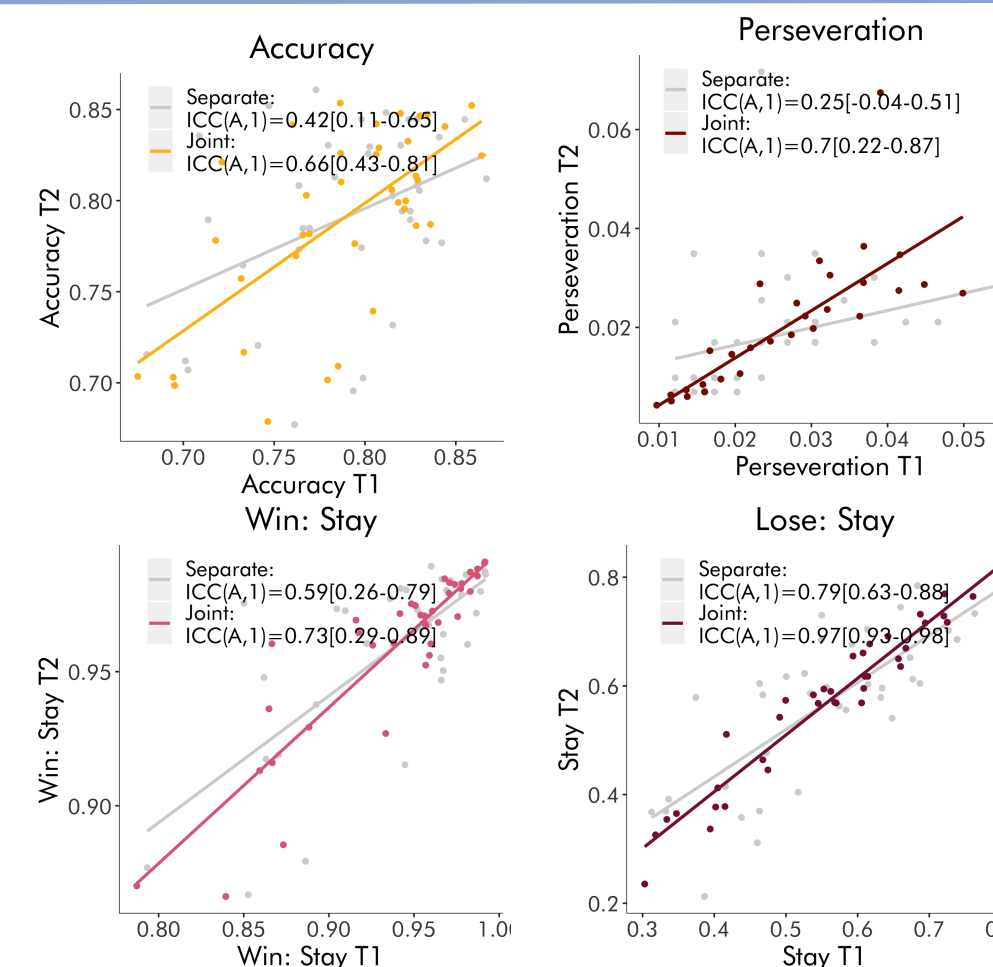 Accuracy
Separate:
ICC(A,1)=0.42[0.11-0.65]
Joint:
ICC(A,1)=0.66[0.43-0.81]
Accuracy T2
0.85
0.80
0.75
0.70
0.70 0.75 0.80 0.85
Accuracy T1
Perseveration
Separate:
ICC(A,1)=0.25[-0.04-0.51]
Joint:
ICC(A,1)=0.7[0.22-0.87]
Perseveration T2
0.06
0.04
0.02
0.01 0.02 0.03 0.04 0.05
Perseveration T1
Win: Stay
Separate:
ICC(A,1)=0.59[0.26-0.79]
Joint:
ICC(A,1)=0.73[0.29-0.89]
Win: Stay T2
0.95
0.90
0.80 0.85 0.90 0.95 1.0
Win: Stay T1
Lose: Stay
Separate:
ICC(A,1)=0.79[0.63-0.88]
Joint:
ICC(A,1)=0.97[0.93-0.98]
Stay T2
0.8
0.6
0.4
0.2
0.3 0.4 0.5 0.6 0.7
Stay T1